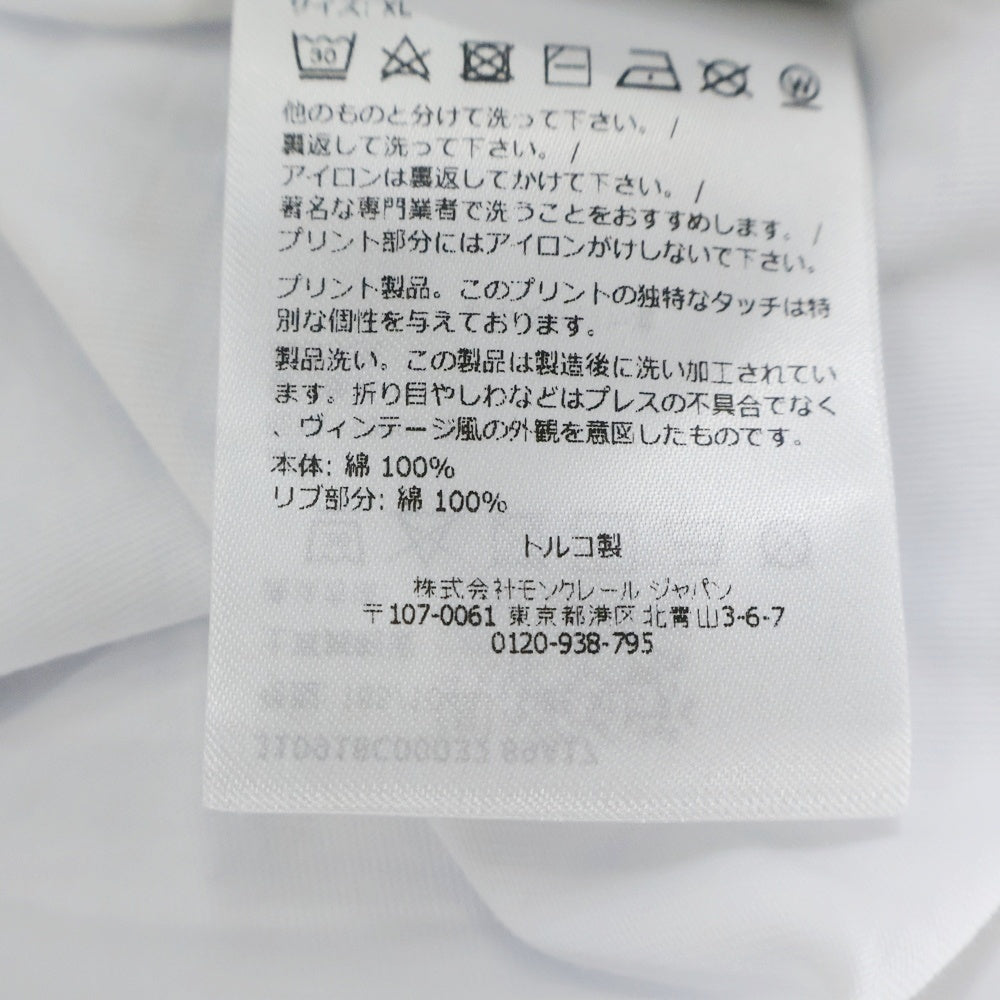 サイズ: XL
30
W
他のものと分けて洗って下さい。 /
裏返して洗って下さい。 /
アイロンは裏返してかけて下さい。 /
著名な専門業者で洗うことをおすすめします。 /
プリント部分にはアイロンがけしないで下さい。
プリント製品。このプリントの独特なタッチは特
別な個性を与えております。
製品洗い。この製品は製造後に洗い加工されてい
ます。折り目やしわなどはプレスの不具合でなく
、ヴィンテージ風の外観を意図したものです。
本体: 綿 100%
リブ部分: 綿 100%
トルコ製
株式会社モンクレール ジャパン
〒107-0061 東京都港区北青山3-6-7
0120-938-795